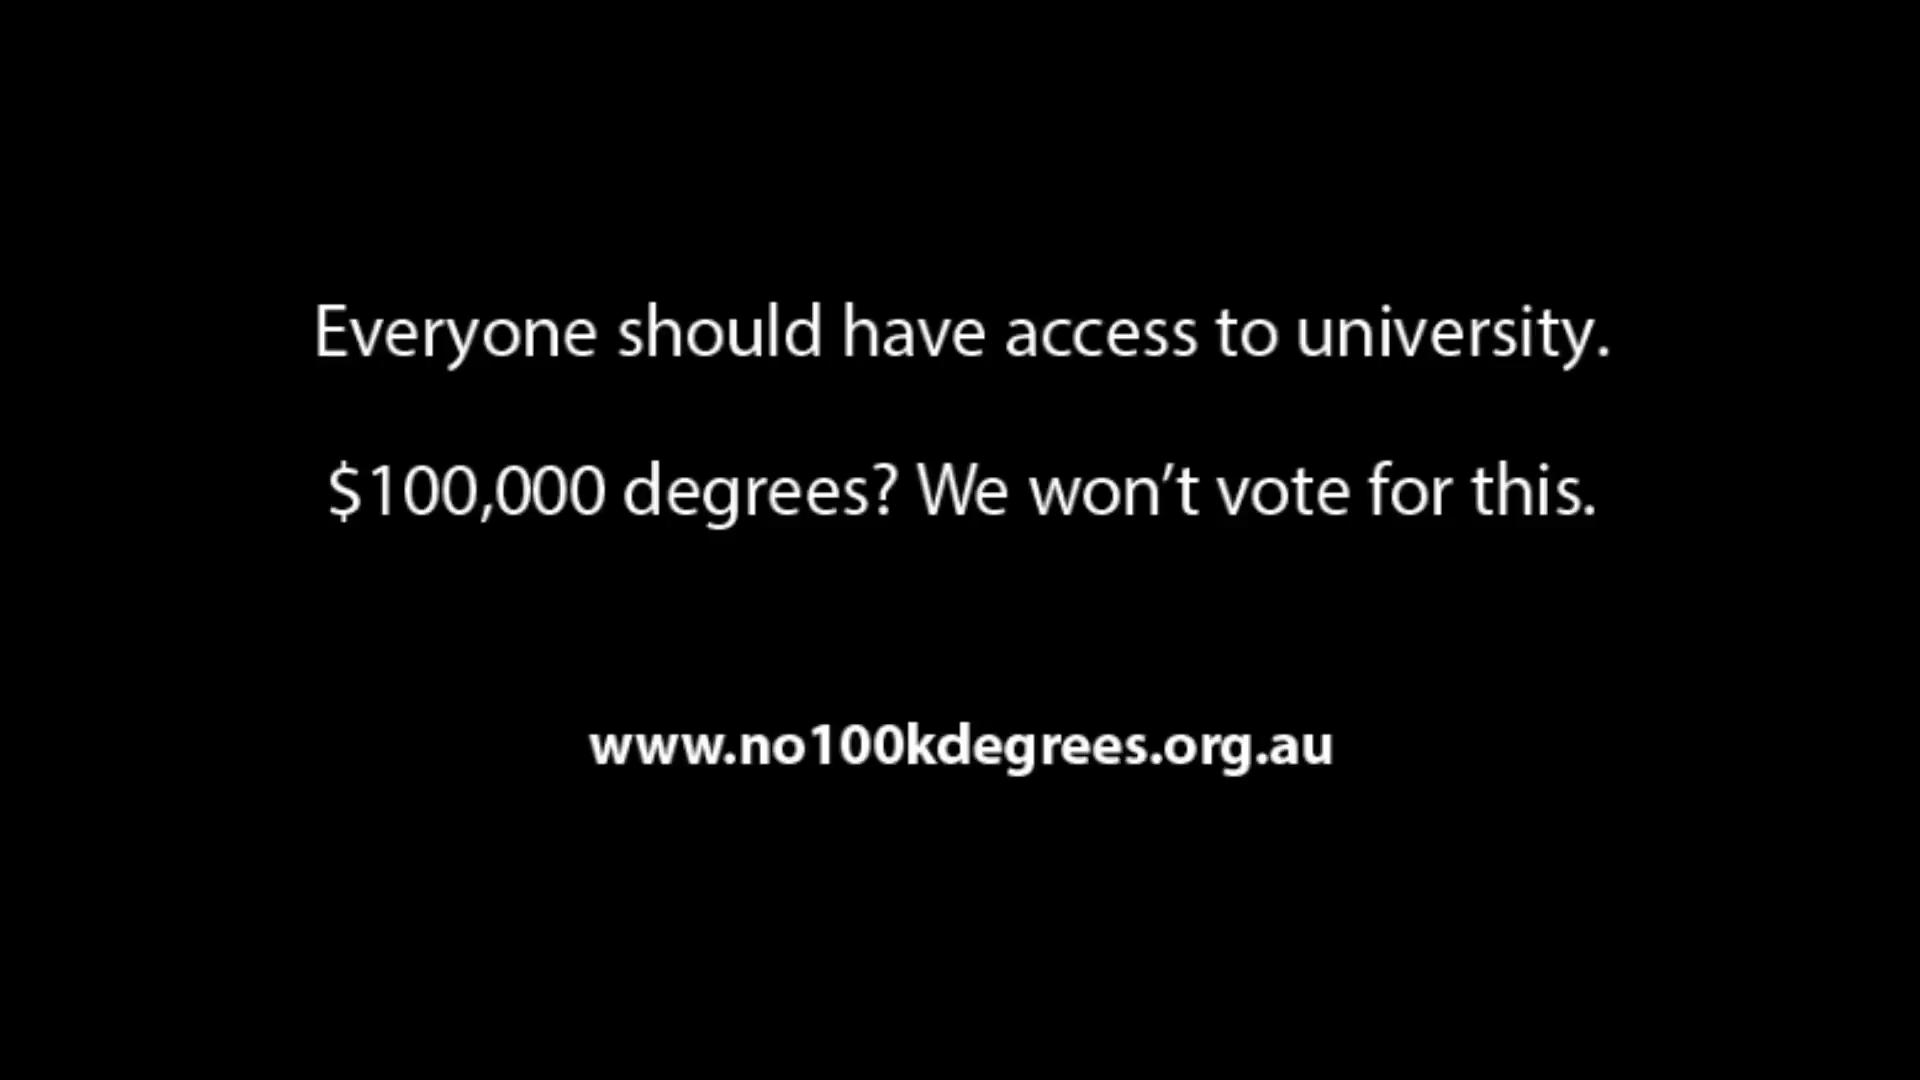 Everyone should have access to university.
$100,000 degrees? We won’t vote for this.
www.no100kdegrees.org.au